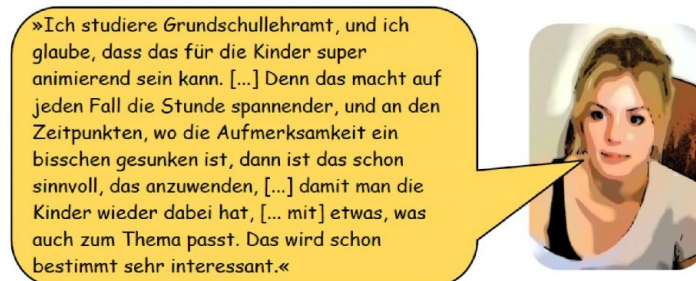 »Ich studiere Grundschullehramt, und ich
glaube, dass das für die Kinder super
animierend sein kann. [...] Denn das macht auf
jeden Fall die Stunde spannender, und an den
Zeitpunkten, wo die Aufmerksamkeit ein
bisschen gesunken ist, dann ist das schon
sinnvoll, das anzuwenden, [...] damit man die
Kinder wieder dabei hat, [... mit] etwas, was
auch zum Thema passt. Das wird schon
bestimmt sehr interessant.«